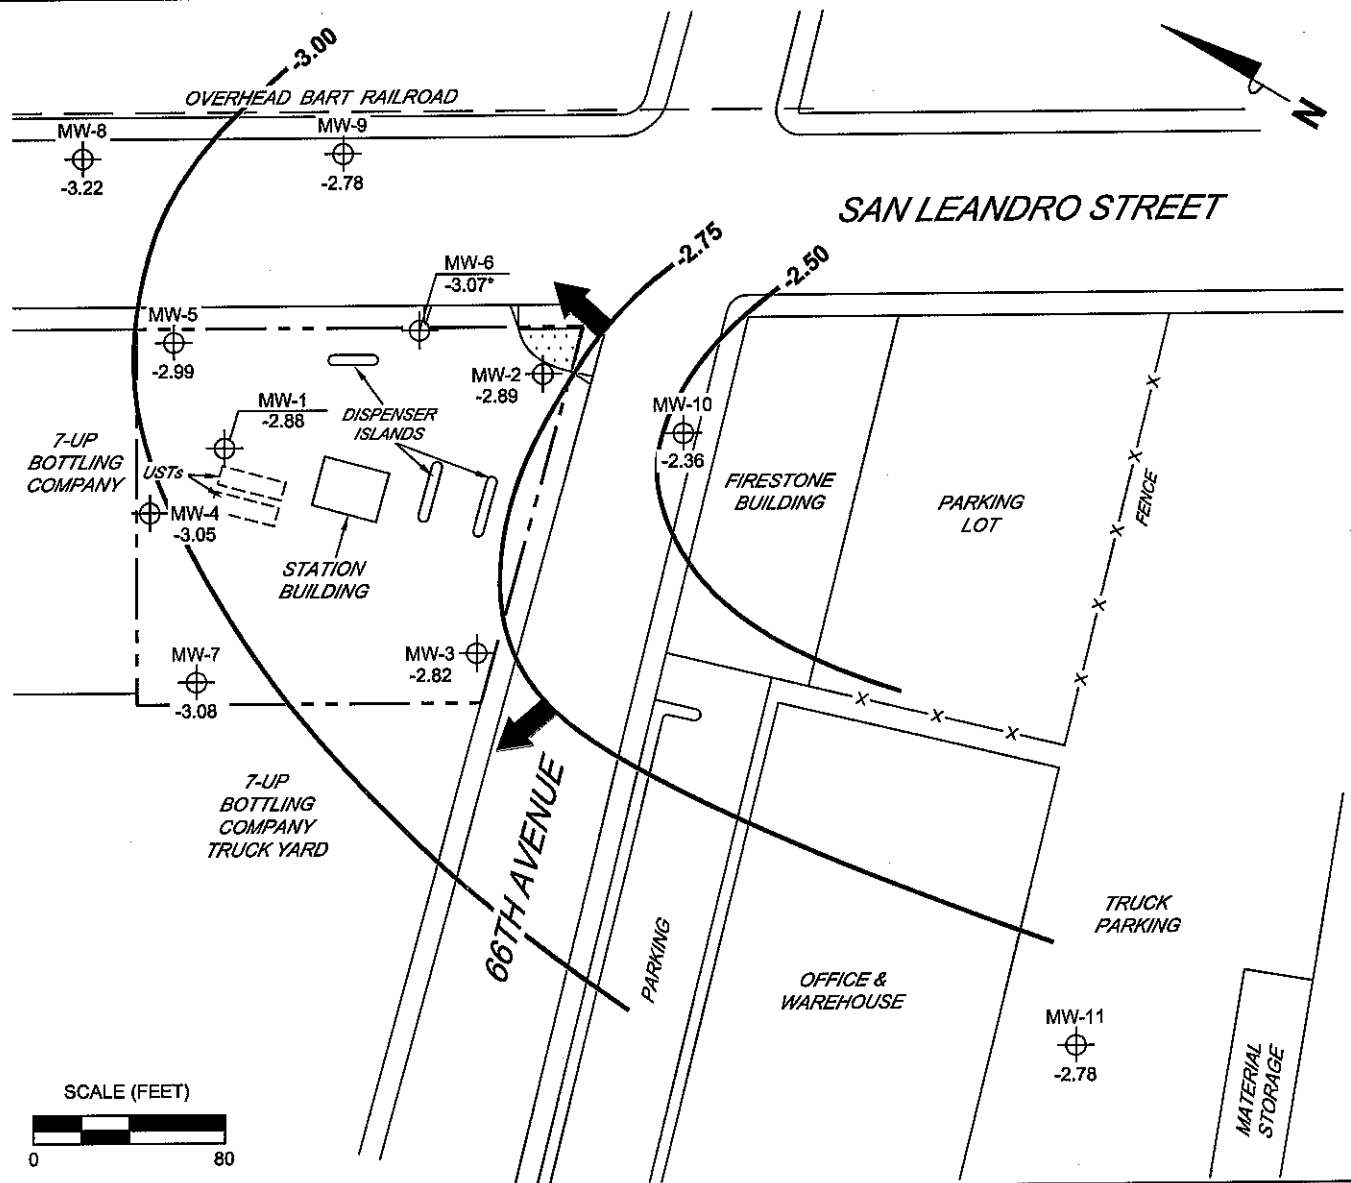 -3.00
OVERHEAD BART RAILROAD
N
MW-8
-3.22
MW-9
-2.78
SAN LEANDRO STREET
-2.75
-2.50
MW-6
-3.07*
MW-5
-2.99
MW-2
-2.89
MW-1
-2.88
DISPENSER
ISLANDS
MW-10
-2.36
7-UP
BOTTLING
COMPANY
USTs
FIRESTONE
BUILDING
PARKING
LOT
FENCE
MW-4
-3.05
STATION
BUILDING
MW-7
-3.08
MW-3
-2.82
X
X
X
X
X
X
X
X
7-UP
BOTTLING
COMPANY
TRUCK YARD
66TH AVENUE
PARKING
OFFICE &
WAREHOUSE
TRUCK
PARKING
MW-11
-2.78
MATERIAL
STORAGE
SCALE (FEET)
0
80